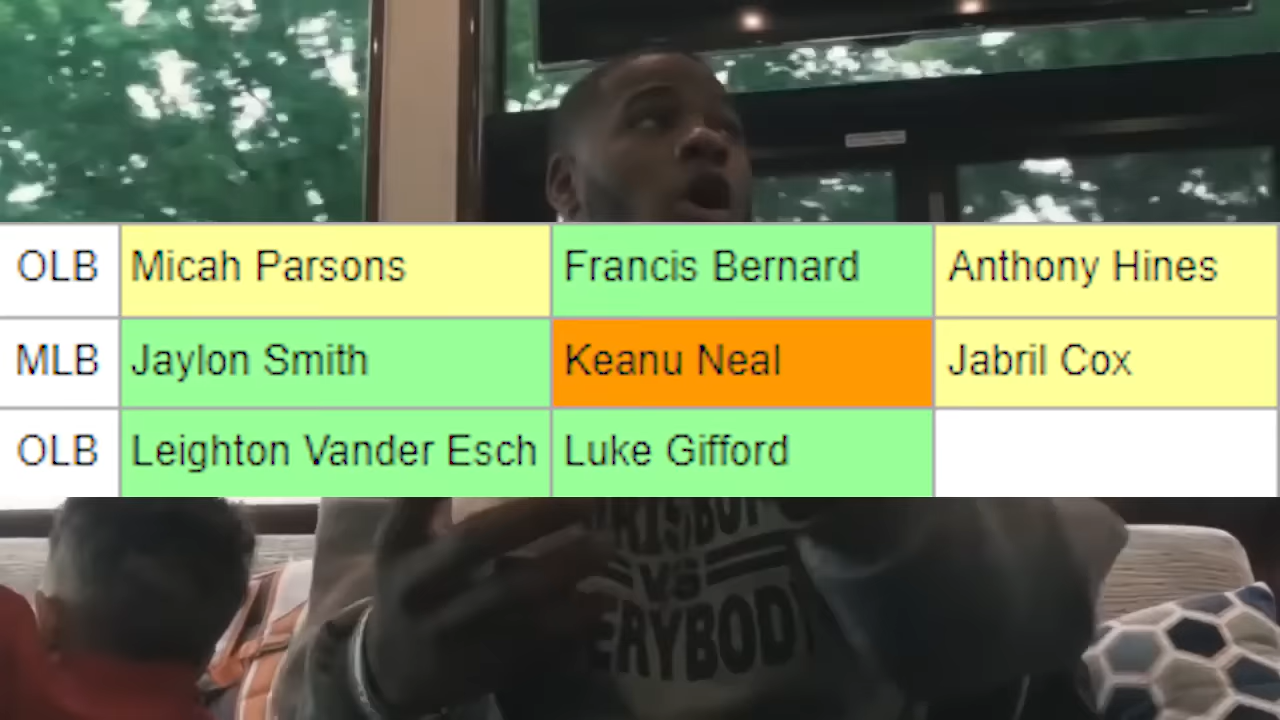 OLB Micah Parsons Francis Bernard Anthony Hines
MLB Jaylon Smith Keanu Neal Jabril Cox
OLB Leighton Vander Esch Luke Gifford
VS